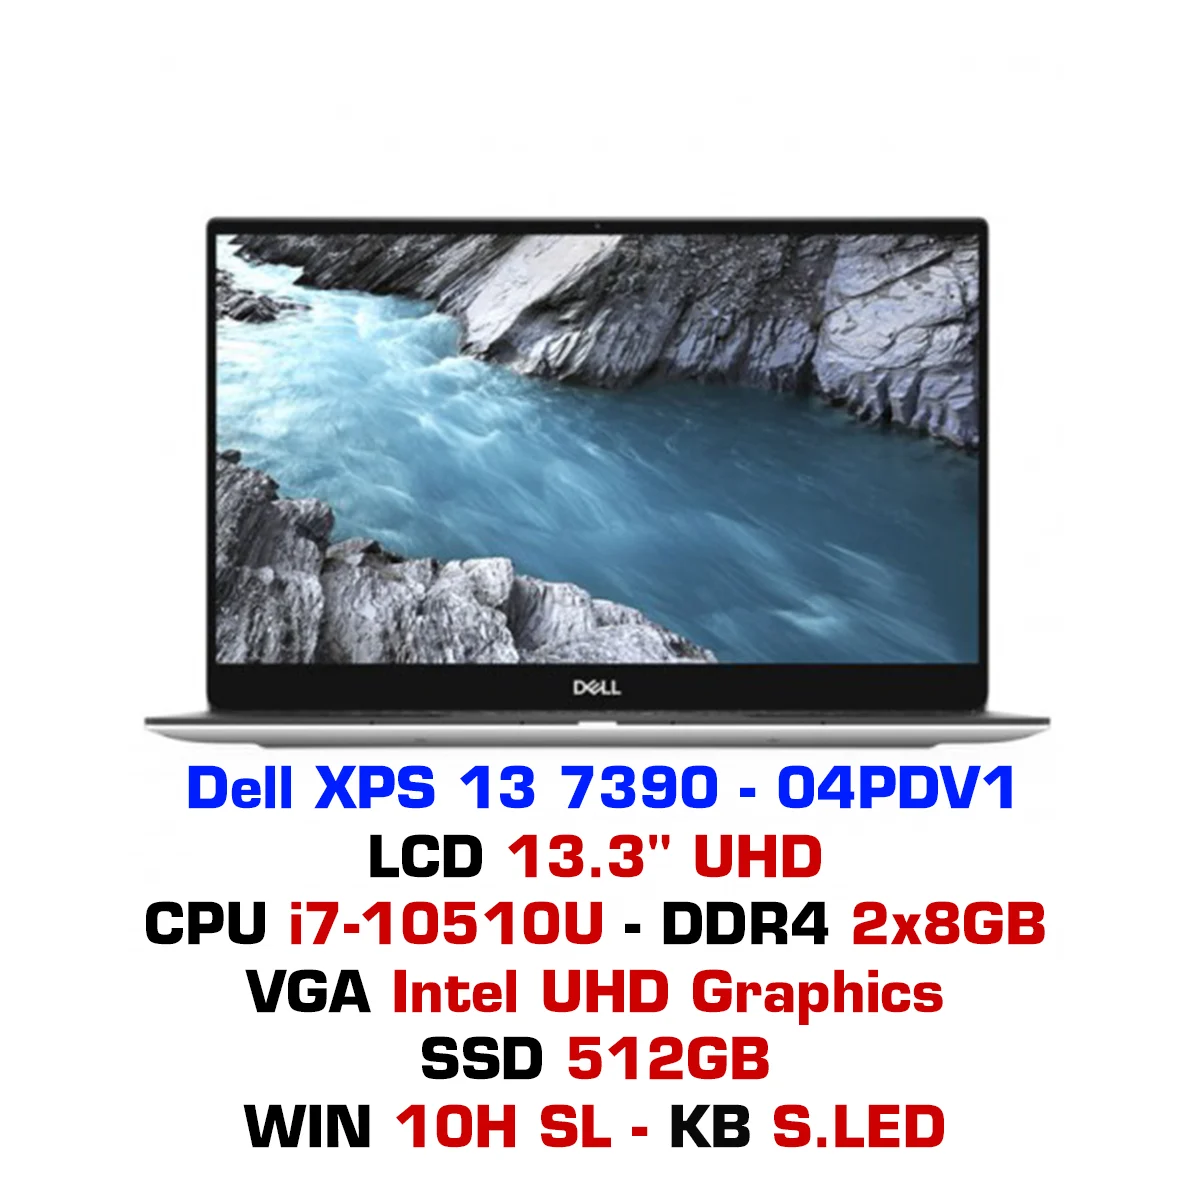 DELL
Dell XPS 13 7390 - 04PDV1
LCD 13.3" UHD
CPU i7-10510U - DDR4 2x8GB
VGA Intel UHD Graphics
SSD 512GB
WIN 10H SL - KB S.LED